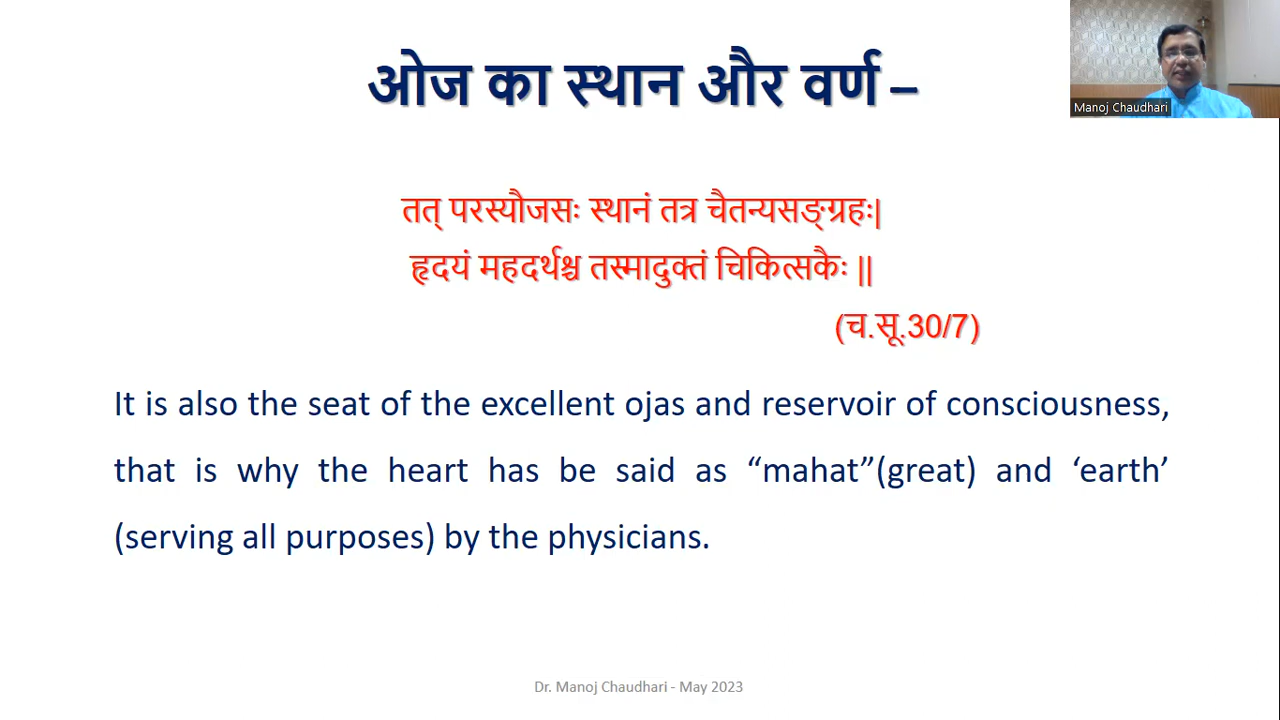 ओज का स्थान और वर्ण –
Manoj Chaudhari
तत् परस्यौजसः स्थानं तत्र चैतन्यसङ्ग्रहः|
हृदयं महदर्थश्च तस्मादुक्तं चिकित्सकैः ||
(च.सू.30/7)
It is also the seat of the excellent ojas and reservoir of consciousness,
that is why the heart has be said as “mahat”(great) and ‘earth’
(serving all purposes) by the physicians.
Dr. Manoj Chaudhari - May 2023